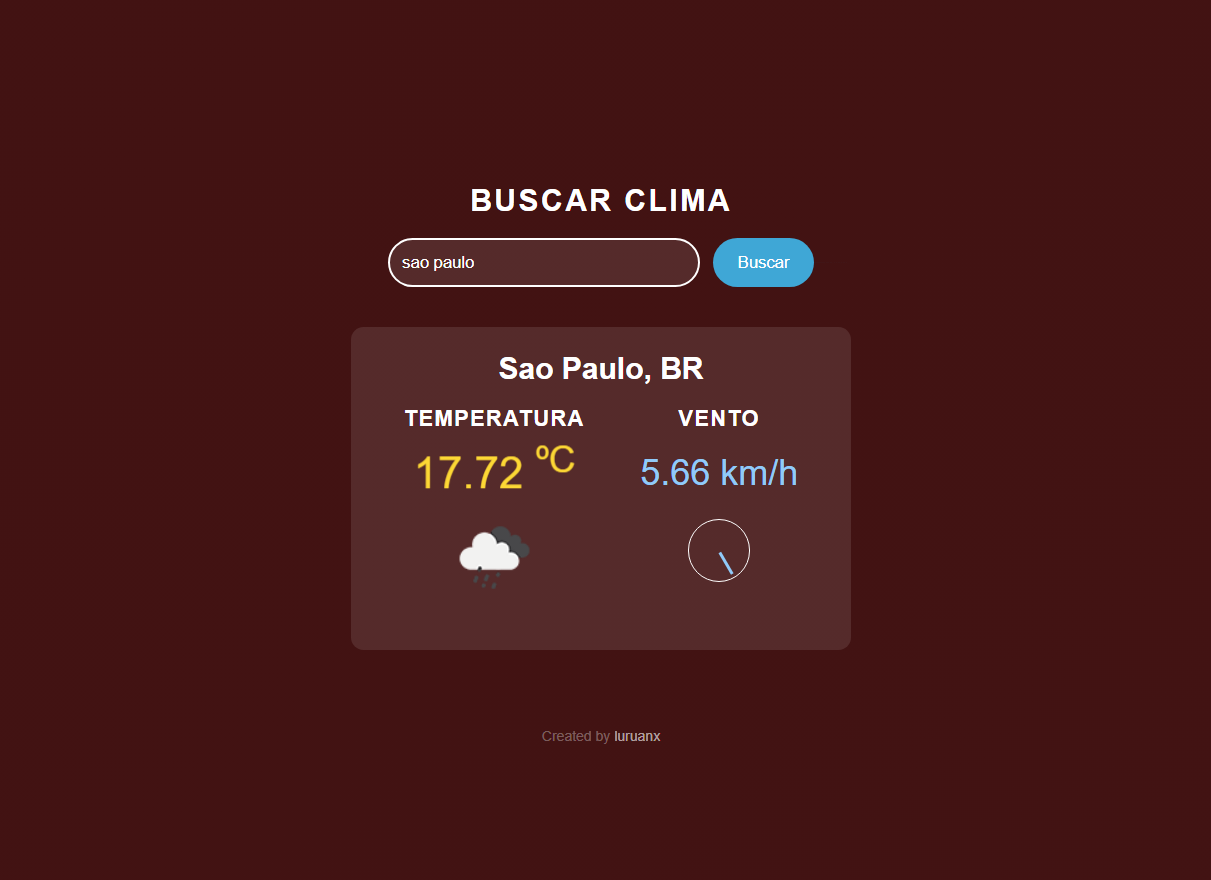 BUSCAR CLIMA
sao paulo
Buscar
Sao Paulo, BR
TEMPERATURA
VENTO
17.72 ºC
5.66 km/h
Created by luruanx